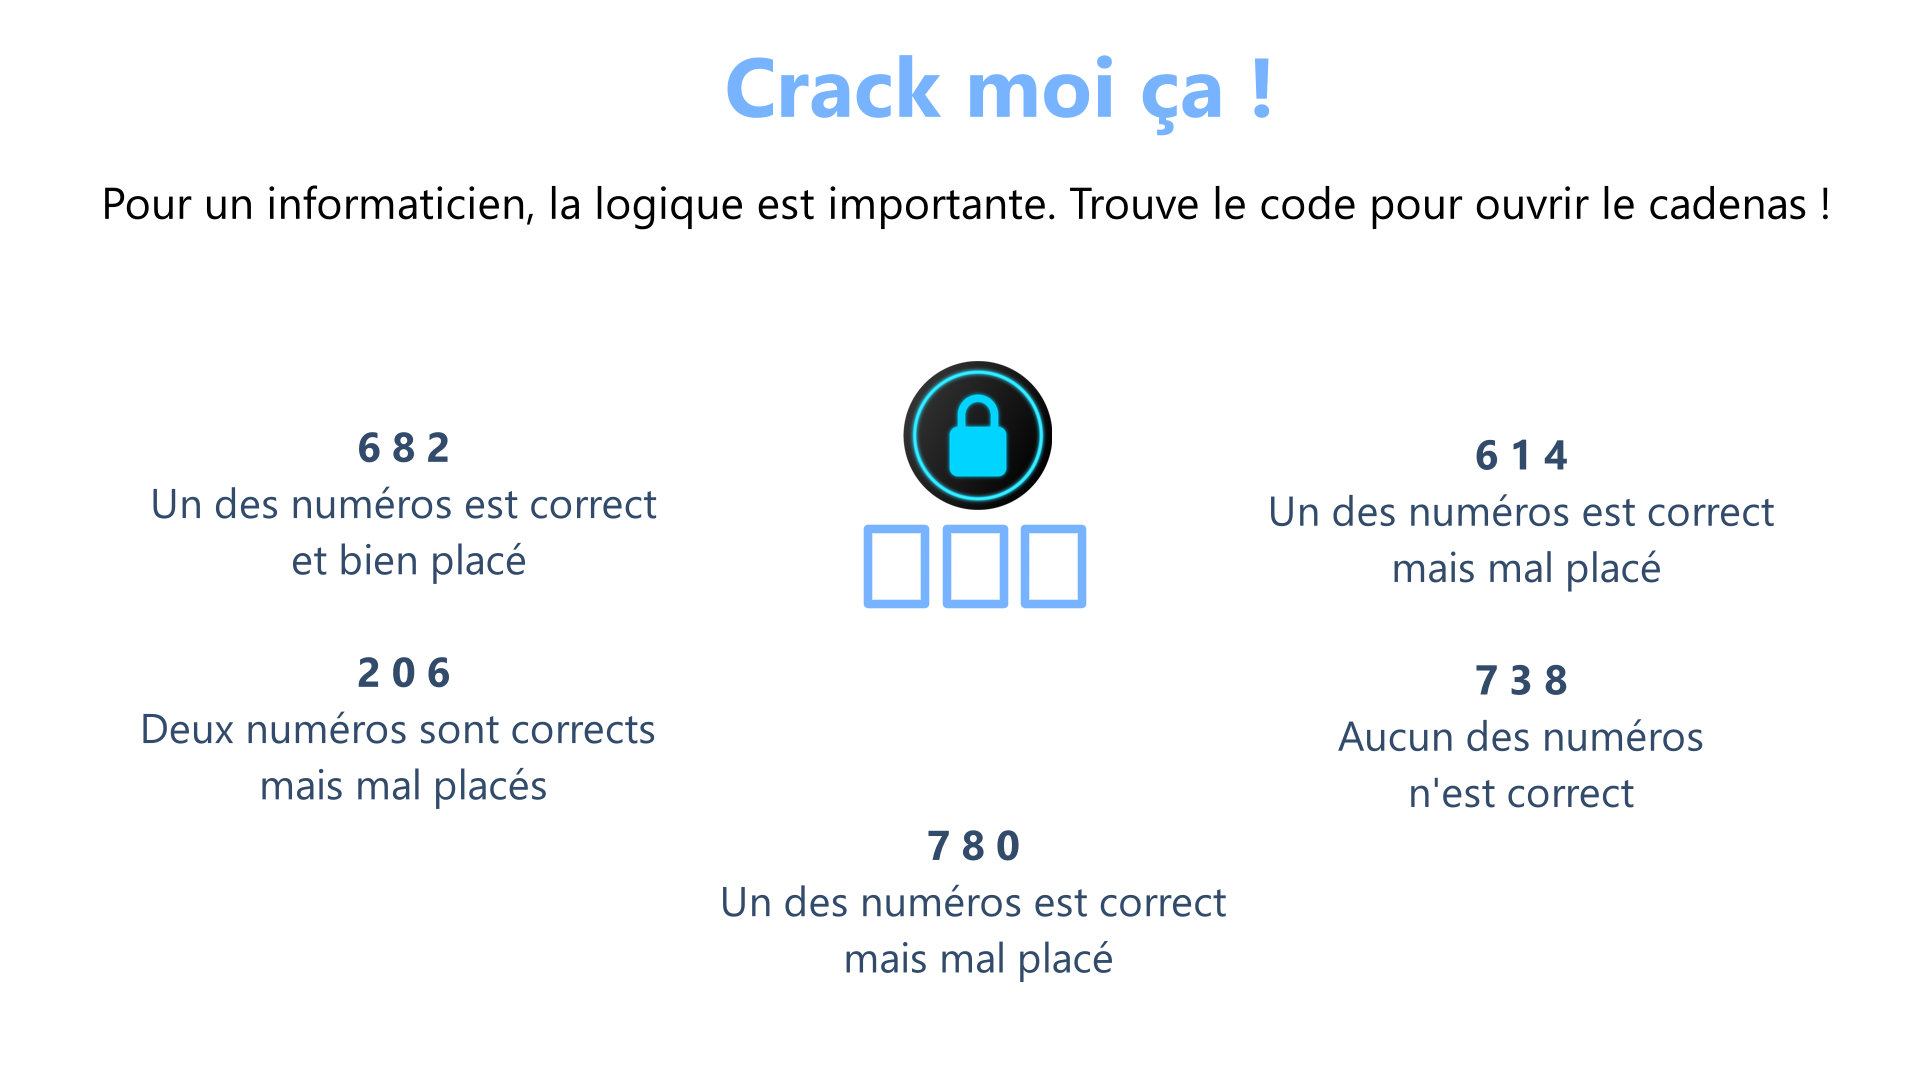 Crack moi ça !
Pour un informaticien, la logique est importante. Trouve le code pour ouvrir le cadenas !
6 8 2
Un des numéros est correct
et bien placé
6 1 4
Un des numéros est correct
mais mal placé
2 0 6
Deux numéros sont corrects
mais mal placés
7 3 8
Aucun des numéros
n'est correct
7 8 0
Un des numéros est correct
mais mal placé